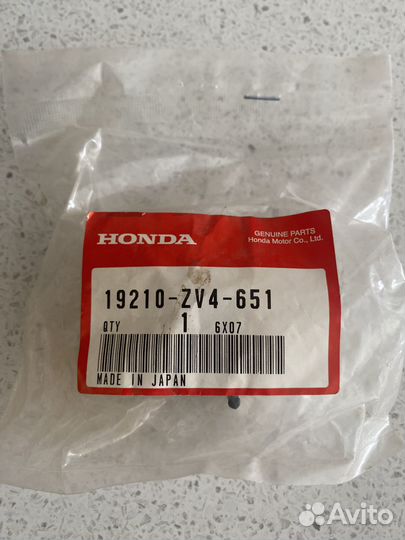 HONDA
GENUINE PARTS
Honda Motor Co., Ltd.
19210-ZV4-651
QTY 1 6X07
MADE IN JAPAN
Avito